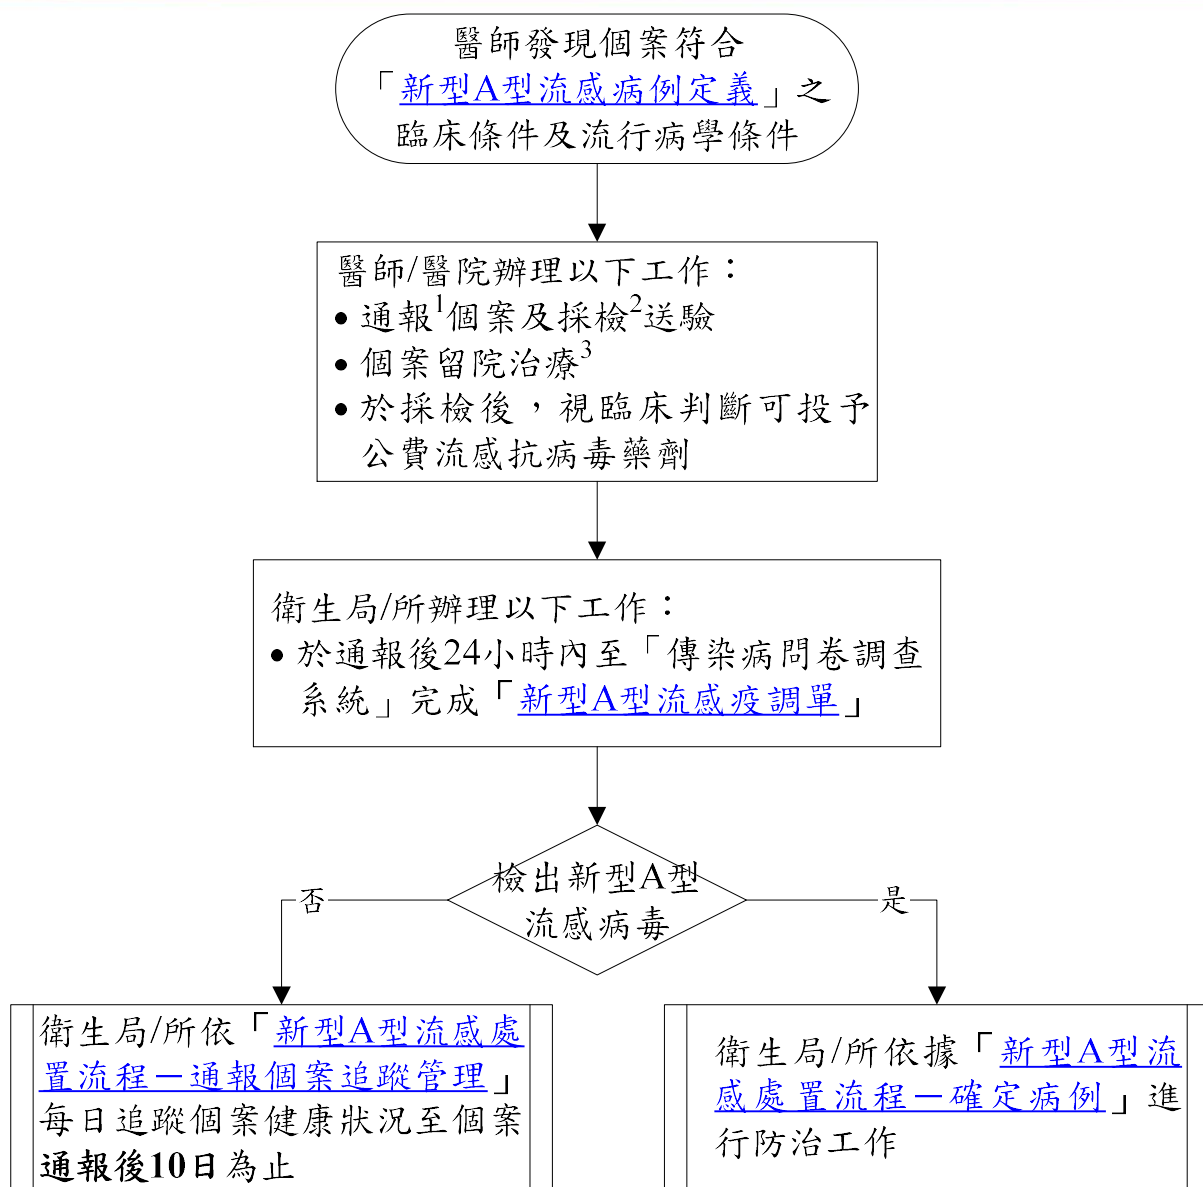 醫師發現個案符合
「新型A型流感病例定義」之
臨床條件及流行病學條件
醫師/醫院辦理以下工作：
•通報1個案及採檢2送驗
•個案留院治療3
•於採檢後，視臨床判斷可投予
公費流感抗病毒藥劑
衛生局/所辦理以下工作：
•於通報後24小時內至「傳染病問卷調查
系統」完成「新型A型流感疫調單」
檢出新型A型
流感病毒
否
是
衛生局/所依「新型A型流感處
置流程－通報個案追蹤管理」
每日追蹤個案健康狀況至個案
通報後10日為止
衛生局/所依據「新型A型流
感處置流程－確定病例」進
行防治工作